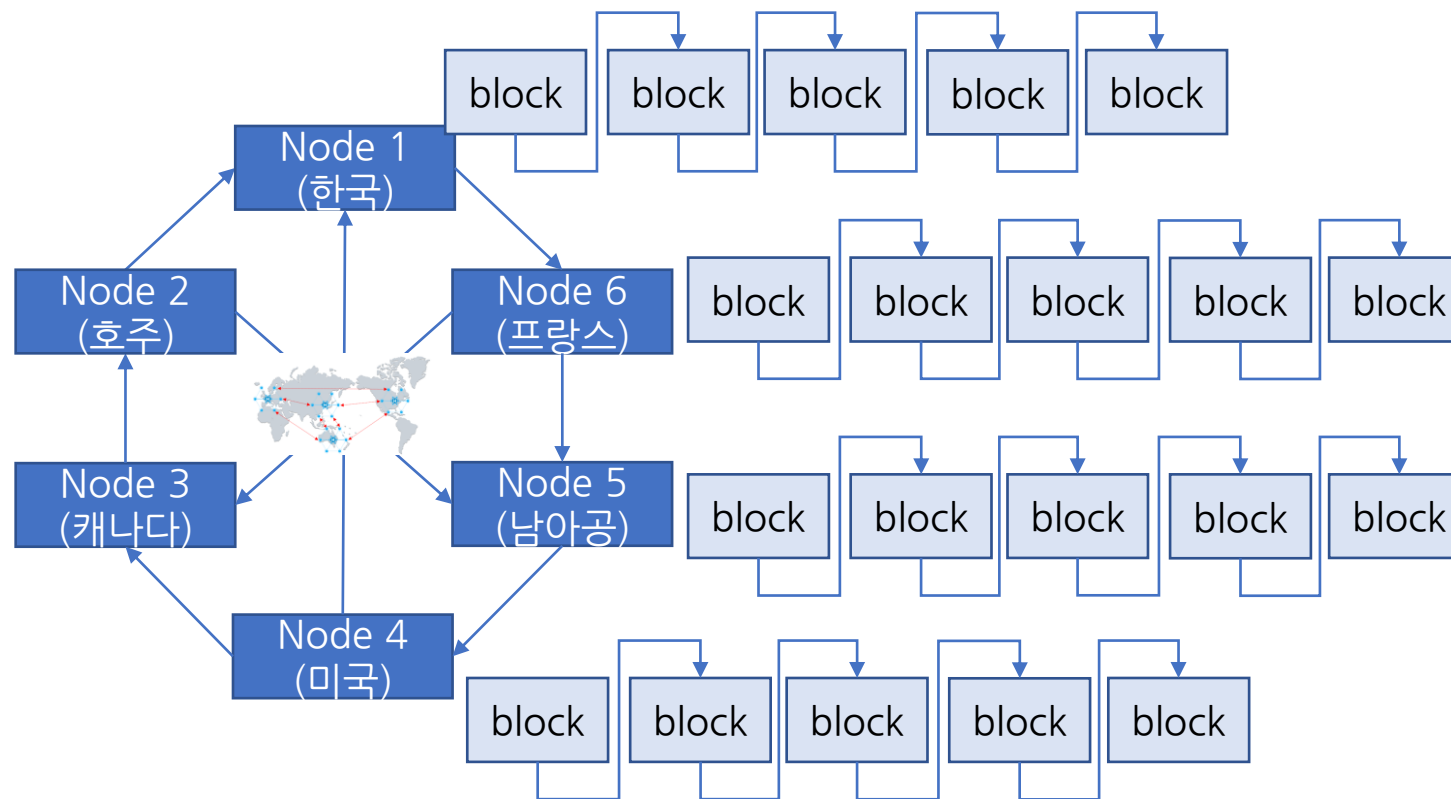 block
block
block
block
block
Node 1
(한국)
Node 2
(호주)
Node 6
(프랑스)
block
block
block
block
block
Node 3
(캐나다)
Node 5
(남아공)
block
block
block
block
block
Node 4
(미국)
block
block
block
block
block